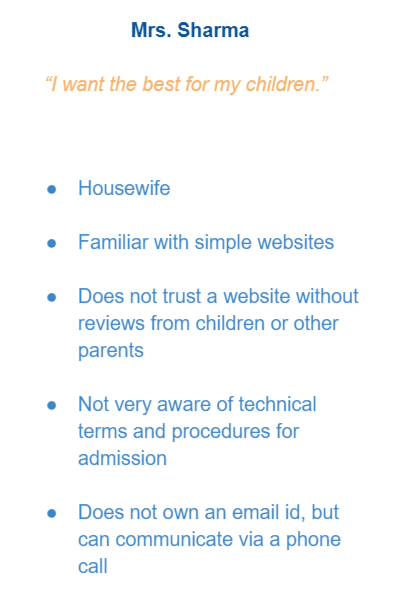 Mrs. Sharma
“I want the best for my children.”
● Housewife
● Familiar with simple websites
● Does not trust a website without
reviews from children or other
parents
● Not very aware of technical
terms and procedures for
admission
● Does not own an email id, but
can communicate via a phone
call